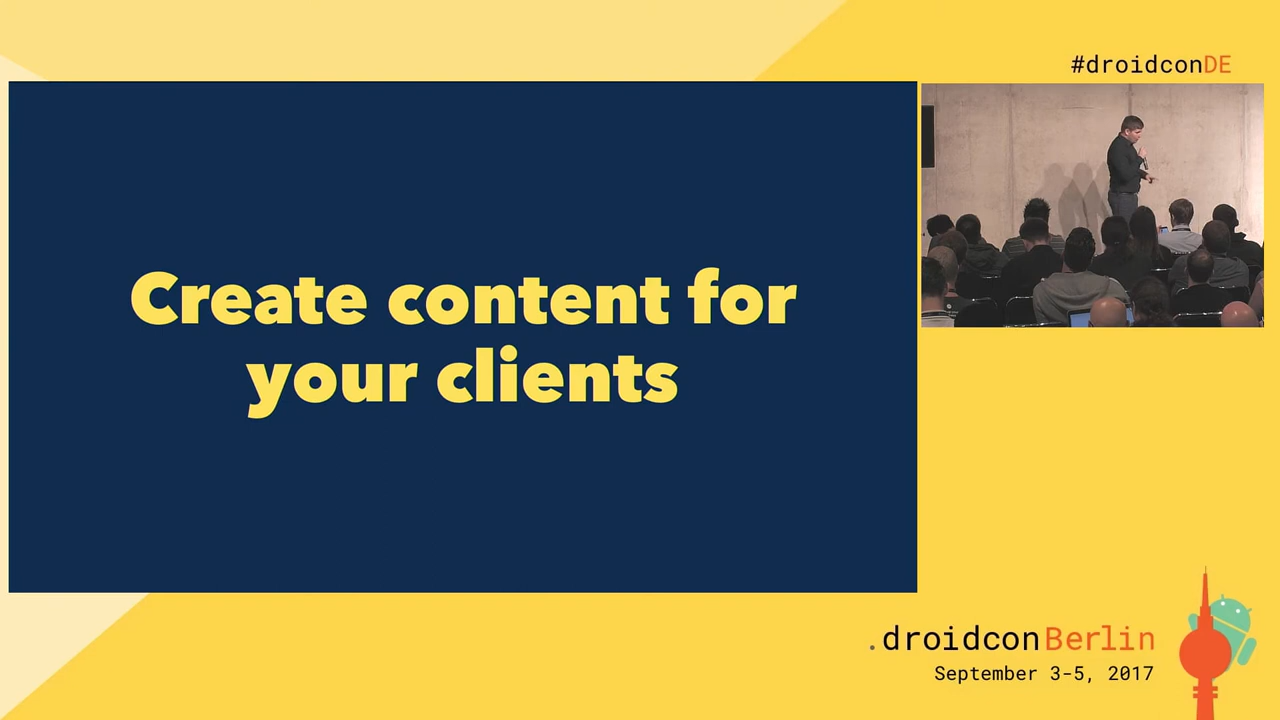 #droidconDE
Create content for
your clients
.droidconBerlin
September 3-5, 2017